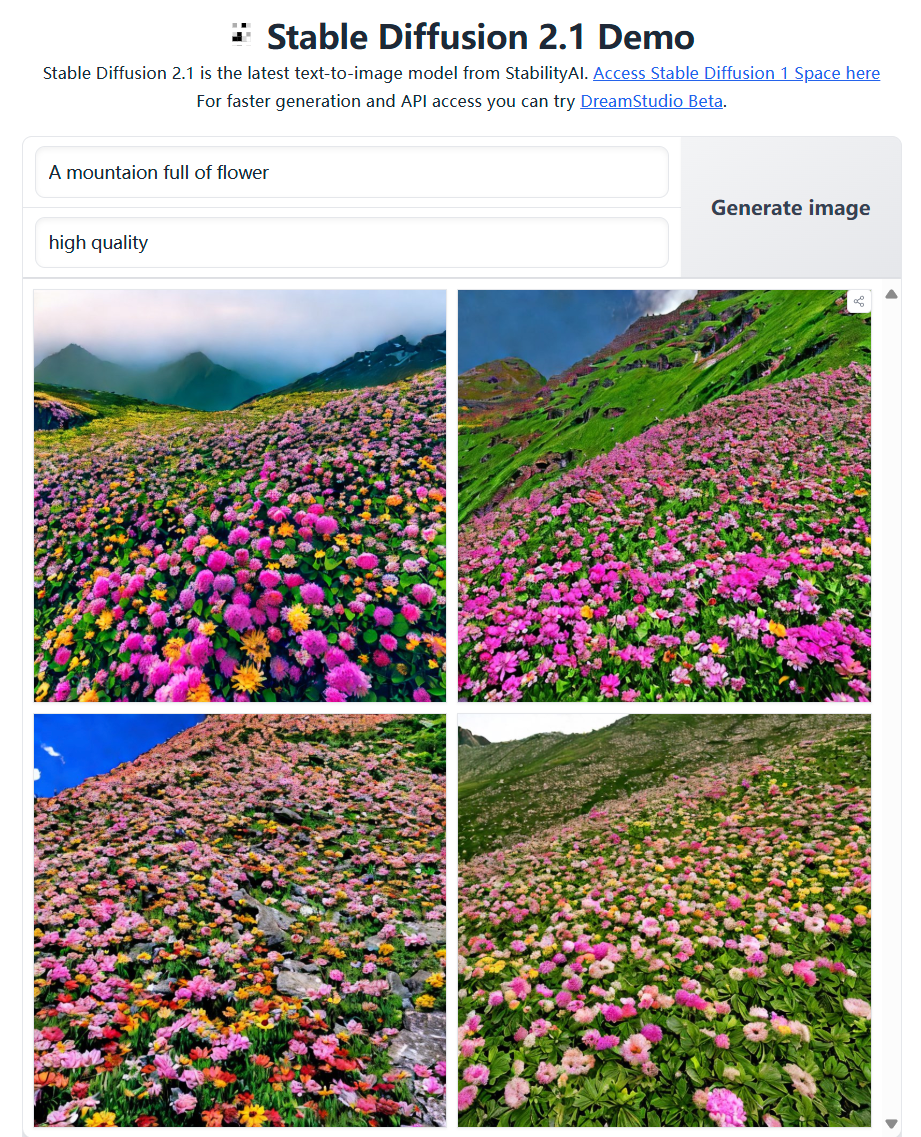 Stable Diffusion 2.1 Demo
Stable Diffusion 2.1 is the latest text-to-image model from StabilityAI. Access Stable Diffusion 1 Space here
For faster generation and API access you can try DreamStudio Beta.
A mountaion full of flower
Generate image
high quality